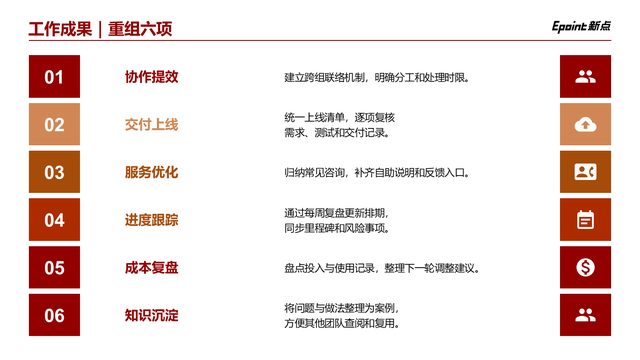 工作成果｜重组六项
Epoint新点
01
协作提效
建立跨组联络机制，明确分工和处理时限。
02
交付上线
统一上线清单，逐项复核
需求、测试和交付记录。
03
服务优化
归纳常见咨询，补齐自助说明和反馈入口。
04
进度跟踪
通过每周复盘更新排期，
同步里程碑和风险事项。
05
成本复盘
盘点投入与使用记录，整理下一轮调整建议。
06
知识沉淀
将问题与做法整理为案例，
方便其他团队查阅和复用。